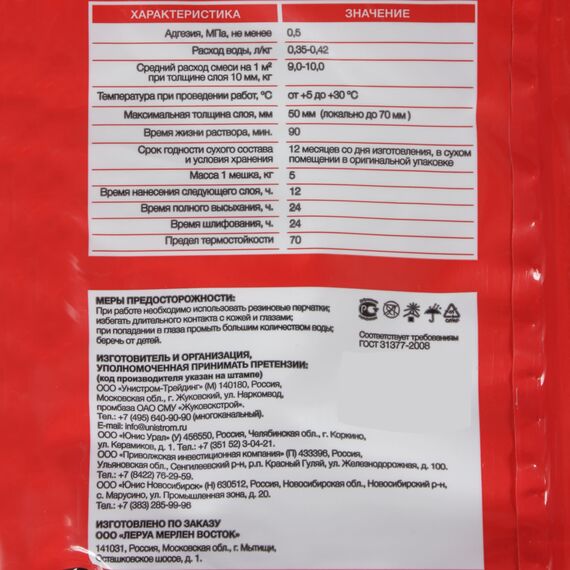 ХАРАКТЕРИСТИКА ЗНАЧЕНИЕ
Адгезия, МПа, не менее 0,5
Расход воды, л/кг 0,35-0,42
Средний расход смеси на 1 м² 9,0-10,0
при толщине слоя 10 мм, кг
Температура при проведении работ, °С от +5 до +30 °С
Максимальная толщина слоя, мм 50 мм (локально до 70 мм)
Время жизни раствора, мин. 90
Срок годности сухого состава 12 месяцев со дня изготовления, в сухом
и условия хранения помещении в оригинальной упаковке
Масса 1 мешка, кг 5
Время нанесения следующего слоя, ч. 12
Время полного высыхания, ч. 24
Время шлифования, ч. 24
Предел термостойкости 70
МЕРЫ ПРЕДОСТОРОЖНОСТИ:
При работе необходимо использовать резиновые перчатки;
избегать длительного контакта с кожей и глазами;
при попадании в глаза промыть большим количеством воды;
беречь от детей.
Соответствует требованиям
ГОСТ 31377-2008
ИЗГОТОВИТЕЛЬ И ОРГАНИЗАЦИЯ,
УПОЛНОМОЧЕННАЯ ПРИНИМАТЬ ПРЕТЕНЗИИ:
(код производителя указан на штампе)
ООО «Унистром-Трейдинг» (М) 140180, Россия,
Московская обл., г. Жуковский, ул. Наркомвод,
промбаза ОАО СМУ «Жуковскстрой».
Тел.: +7 (495) 640-90-90 (многоканальный).
E-mail: info@unistrom.ru
ООО «Юнис Урал» (У) 456550, Россия, Челябинская обл., г. Коркино,
ул. Керамиков, д. 1. Тел.: +7 (351 52) 3-04-21.
ООО «Приволжская инвестиционная компания» (П) 433396, Россия,
Ульяновская обл., Сенгилеевский р-н, р.п. Красный Гуляй, ул. Железнодорожная, д. 100.
Тел.: +7 (8422) 76-29-59.
ООО «Юнис Новосибирск» (Н) 630512, Россия, Новосибирская обл., Новосибирский р-н,
с. Марусино, ул. Промышленная зона, д. 20.
Тел.: +7 (383) 285-99-96
ИЗГОТОВЛЕНО ПО ЗАКАЗУ
ООО «ЛЕРУА МЕРЛЕН ВОСТОК»
141031, Россия, Московская обл., г. Мытищи,
Осташковское шоссе, д. 1.